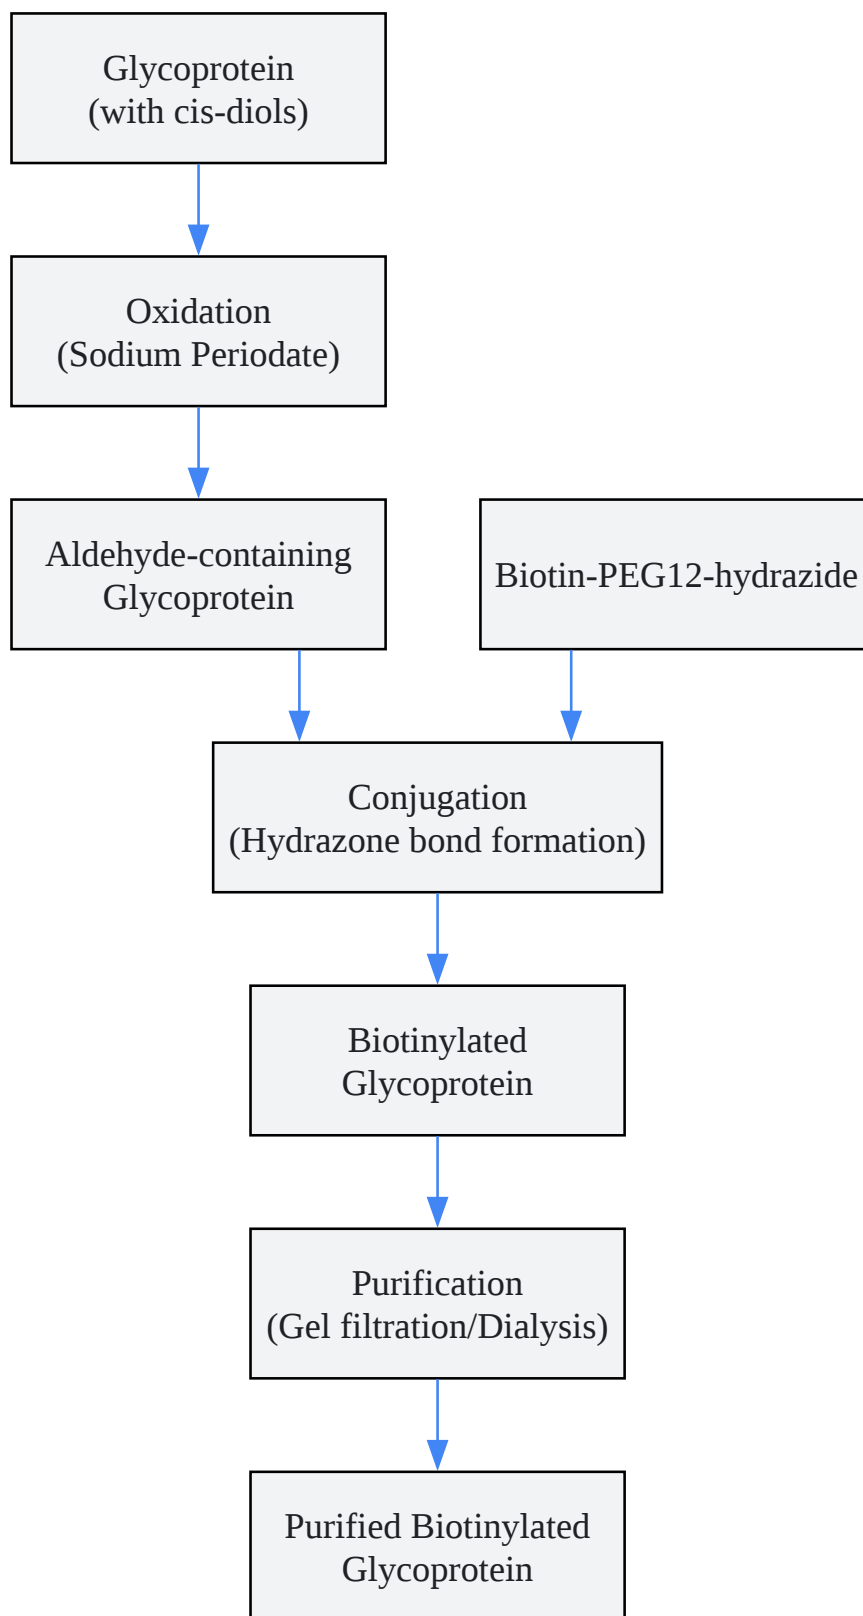 Glycoprotein
(with cis-diols)
Oxidation
(Sodium Periodate)
Aldehyde-containing
Glycoprotein
Biotin-PEG12-hydrazide
Conjugation
(Hydrazone bond formation)
Biotinylated
Glycoprotein
Purification
(Gel filtration/Dialysis)
Purified Biotinylated
Glycoprotein